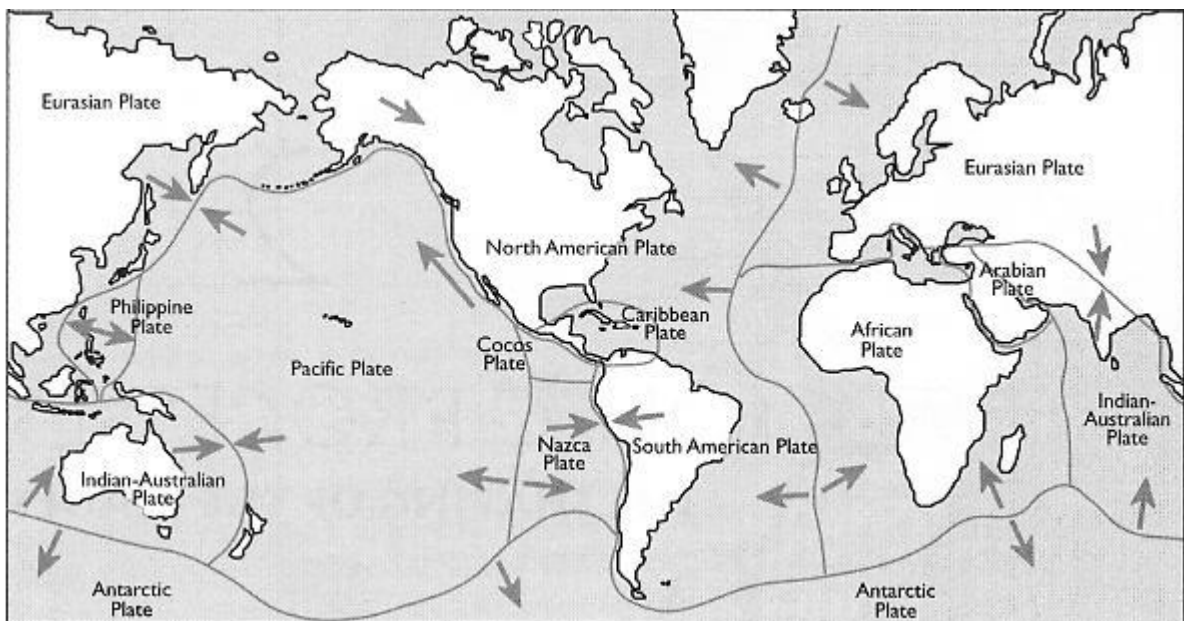 Eurasian Plate
Eurasian Plate
North American Plate
Arabian
Plate
Philippine
Plate
Caribbean
Plate
African
Plate
Cocos
Plate
Pacific Plate
Indian-
Australian
Plate
Nazca
Plate
South American Plate
Indian-Australian
Plate
Antarctic
Plate
Antarctic
Plate